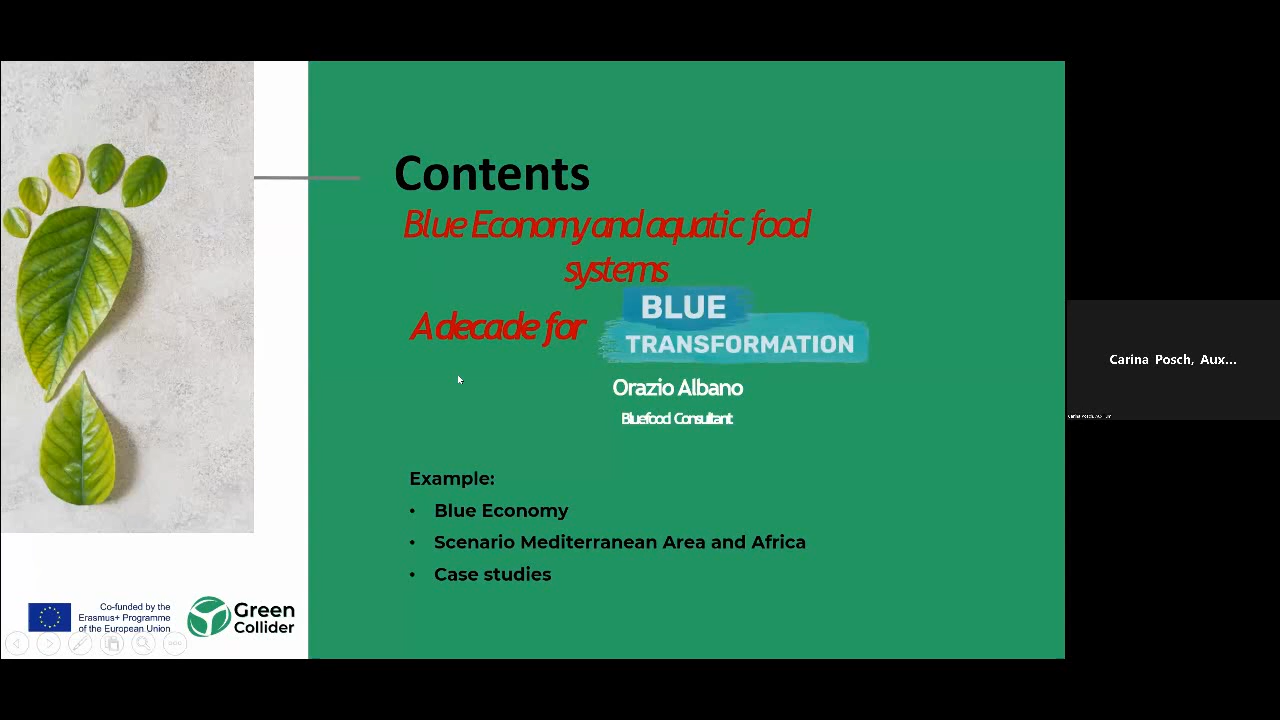 Contents
Blue Economy and aquatic food
systems
A decade for
BLUE
TRANSFORMATION
Orazio Albano
Bluefood Consultant
Example:
• Blue Economy
• Scenario Mediterranean Area and Africa
• Case studies
Co-funded by the
Erasmus+ Programme
of the European Union
Green
Collider
Carina Posch, Aux...